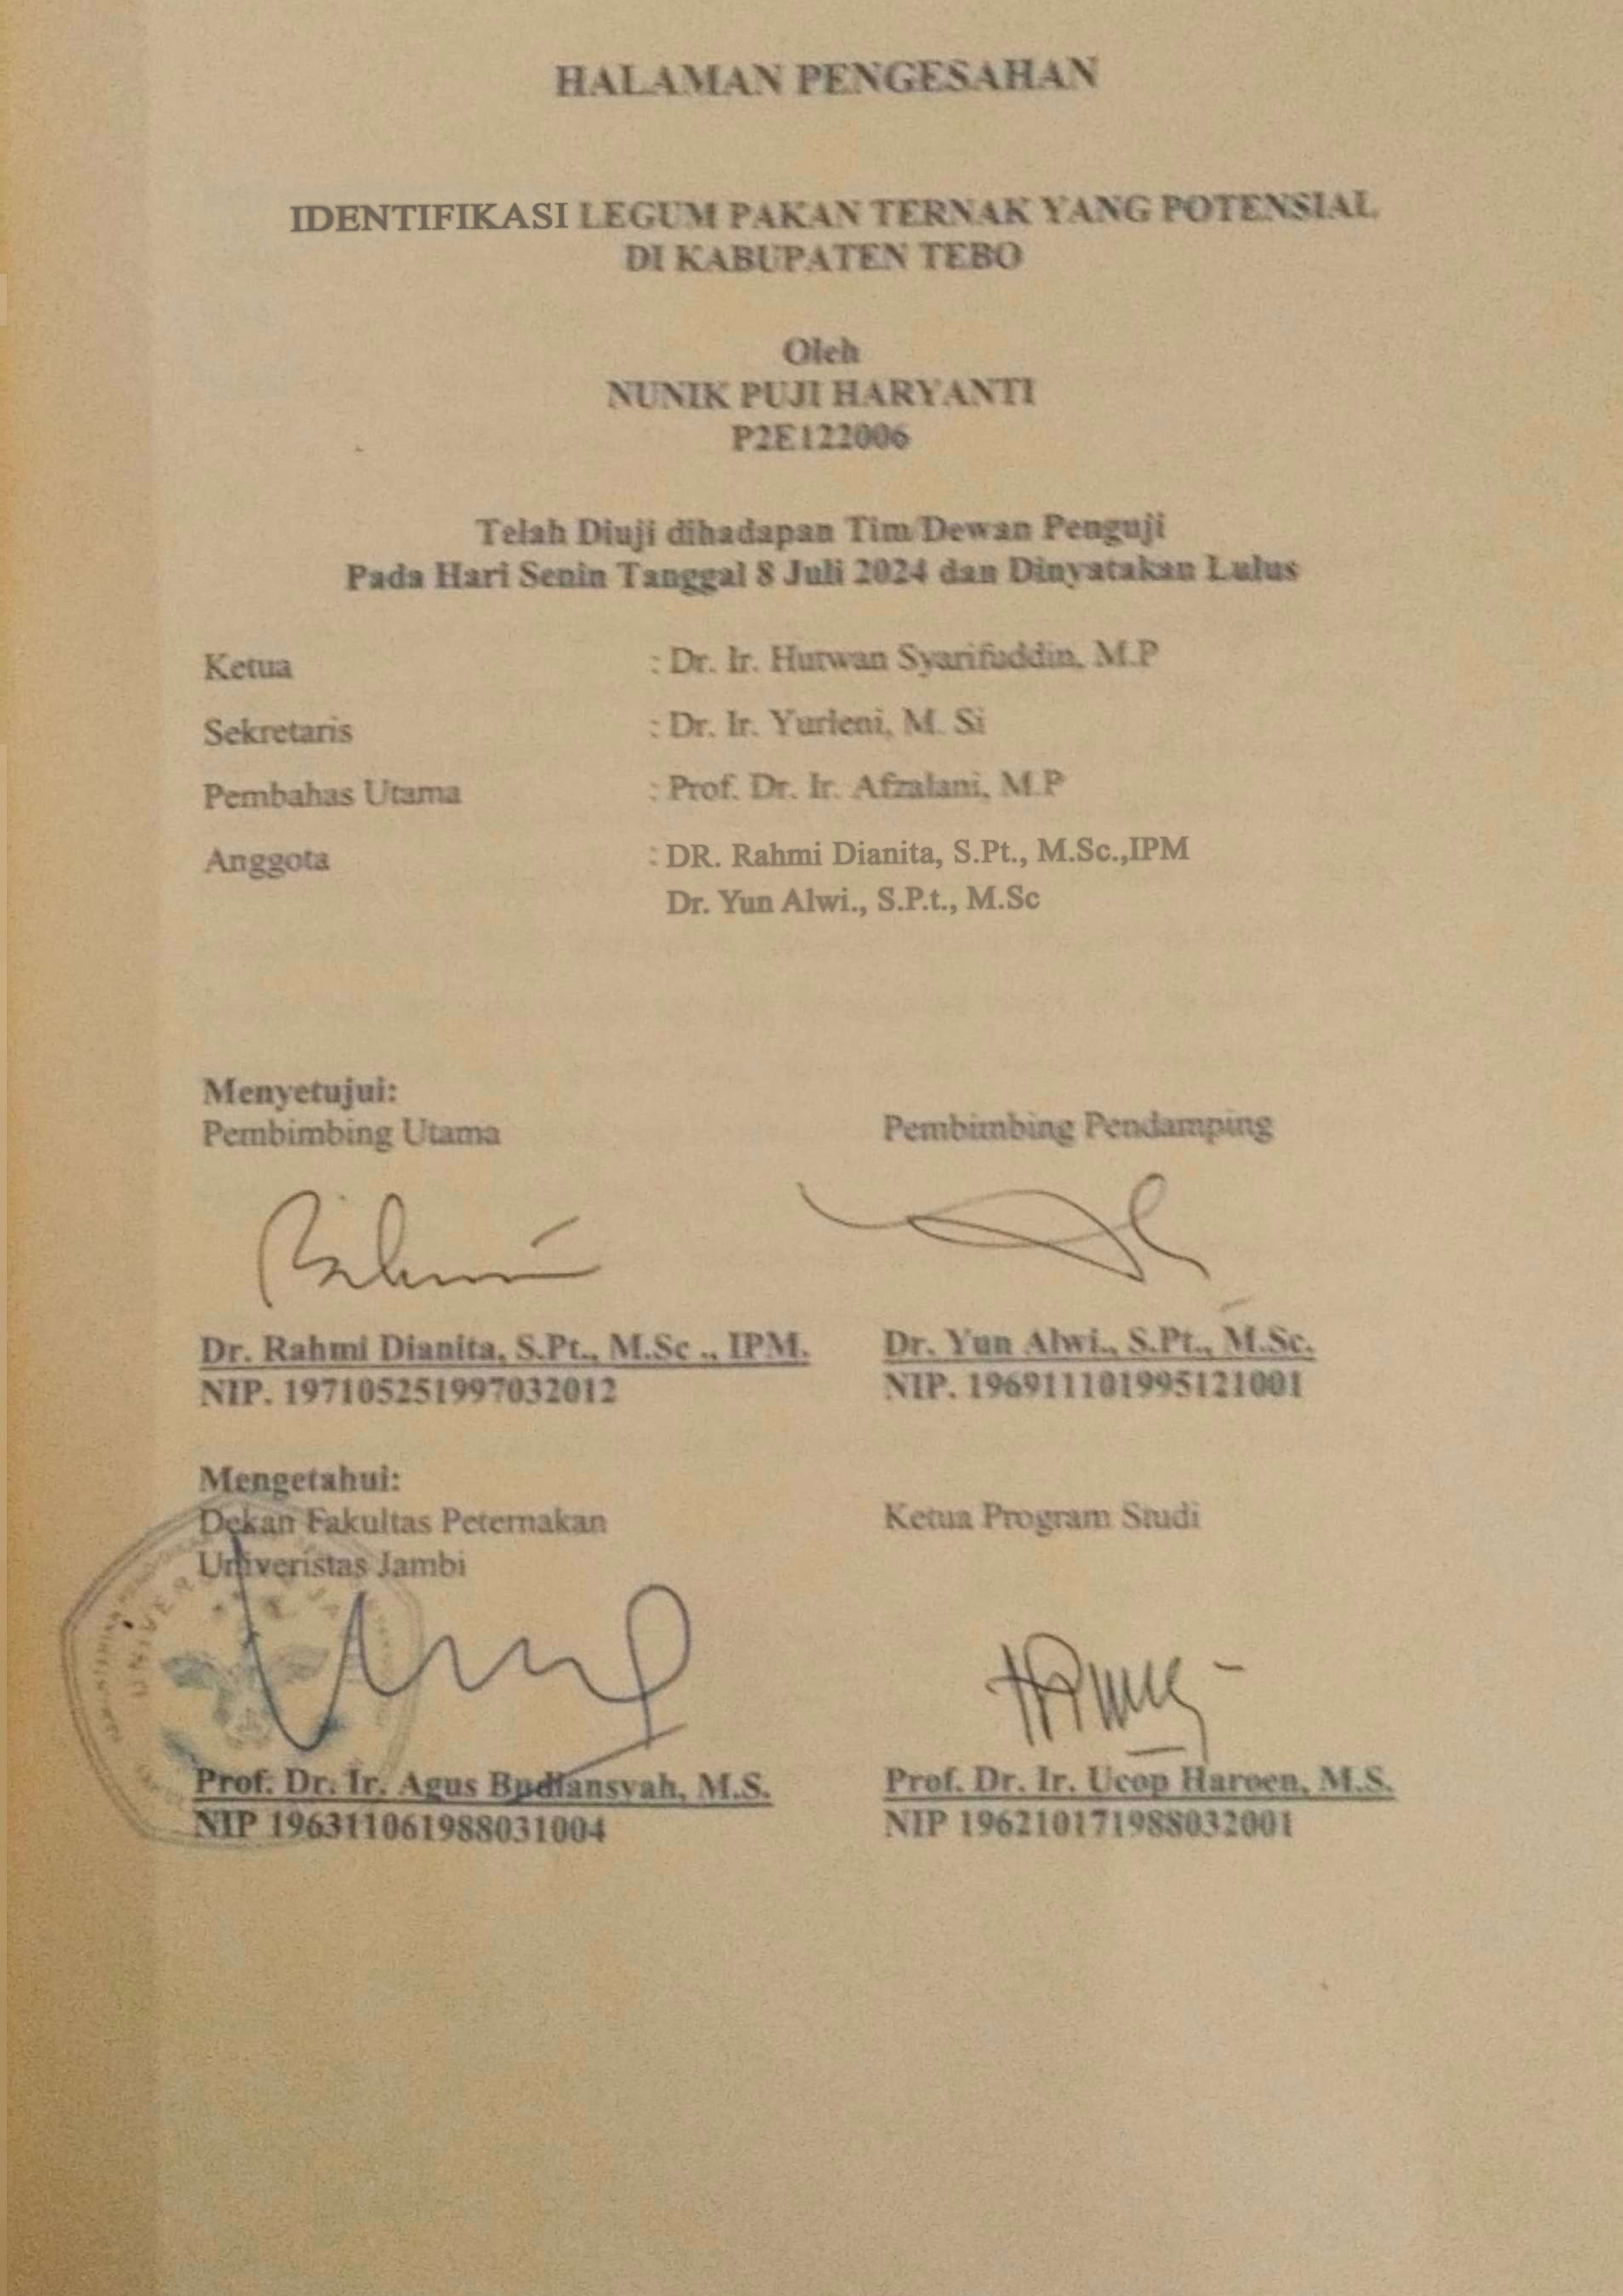 HALAMAN PENGESAHAN
IDENTIFIKASI LEGUM PAKAN TERNAK YANG POTENSIAL
DI KABUPATEN TEBO
Oleh
NUNIK PUJI HARYANTI
P2E122006
Telah Diuji dihadapan Tim Dewan Penguji
Pada Hari Senin Tanggal 8 Juli 2024 dan Dinyatakan Lulus
Ketua : Dr. Ir. Hutwan Syarifuddin, M.P
Sekretaris : Dr. Ir. Yurleni, M. Si
Pembahas Utama : Prof. Dr. Ir. Afzalani, M.P
Anggota : DR. Rahmi Dianita, S.Pt., M.Sc.,IPM
Dr. Yun Alwi., S.P.t., M.Sc
Menyetujui:
Pembimbing Utama Pembimbing Pendamping
Dr. Rahmi Dianita, S.Pt., M.Sc ., IPM. Dr. Yun Alwi., S.Pt., M.Sc.
NIP. 197105251997032012 NIP. 196911101995121001
Mengetahui:
Dekan Fakultas Peternakan Ketua Program Studi
Univeristas Jambi
Prof. Dr. Ir. Agus Budiansyah, M.S. Prof. Dr. Ir. Ucop Haroen, M.S.
NIP 196311061988031004 NIP 196210171988032001